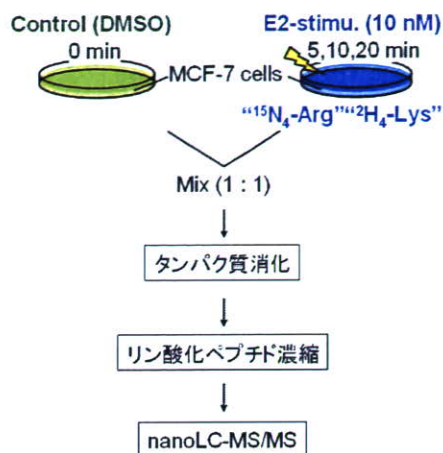 Control (DMSO)
0 min
E2-stimu. (10 nM)
5,10,20 min
MCF-7 cells
“¹⁵N₄-Arg”“²H₄-Lys”
Mix (1 : 1)
タンパク質消化
リン酸化ペプチド濃縮
nanoLC-MS/MS